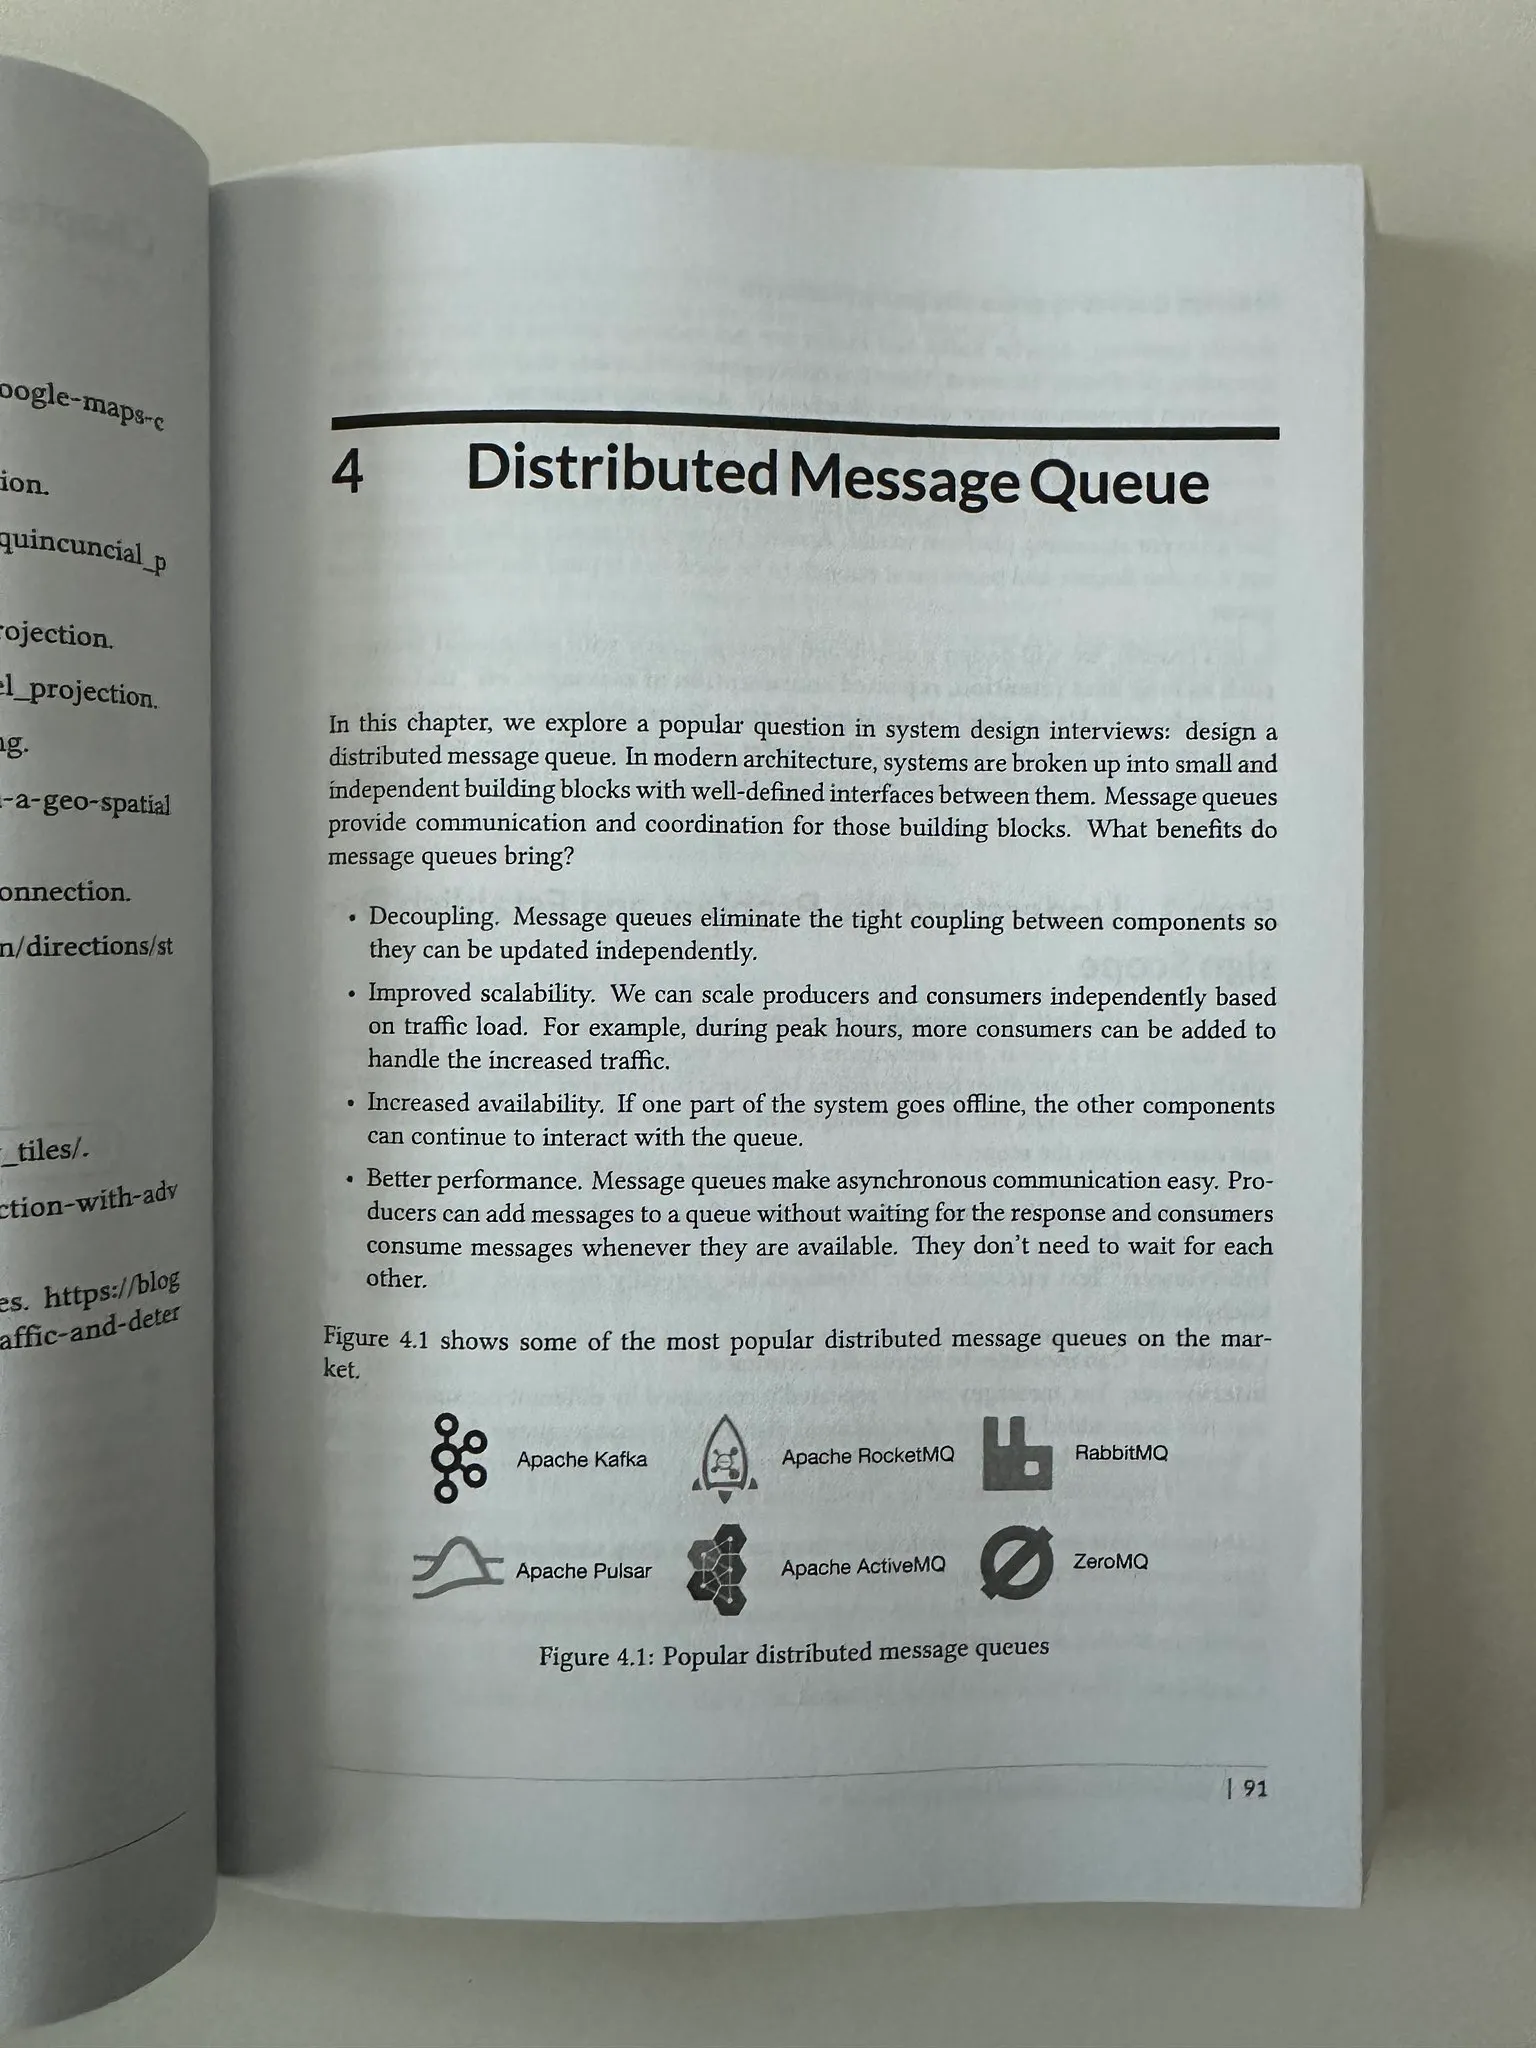 oogle-maps-c
ion.
quincuncial_p
rojection.
el_projection.
ng.
-a-geo-spatial
onnection.
n/directions/st
_tiles/.
ction-with-adv
es. https://blog
affic-and-deter
4 Distributed Message Queue
In this chapter, we explore a popular question in system design interviews: design a
distributed message queue. In modern architecture, systems are broken up into small and
independent building blocks with well-defined interfaces between them. Message queues
provide communication and coordination for those building blocks. What benefits do
message queues bring?
• Decoupling. Message queues eliminate the tight coupling between components so
they can be updated independently.
• Improved scalability. We can scale producers and consumers independently based
on traffic load. For example, during peak hours, more consumers can be added to
handle the increased traffic.
• Increased availability. If one part of the system goes offline, the other components
can continue to interact with the queue.
• Better performance. Message queues make asynchronous communication easy. Pro-
ducers can add messages to a queue without waiting for the response and consumers
consume messages whenever they are available. They don't need to wait for each
other.
Figure 4.1 shows some of the most popular distributed message queues on the mar-
ket.
Apache Kafka Apache RocketMQ RabbitMQ
Apache Pulsar Apache ActiveMQ ZeroMQ
Figure 4.1: Popular distributed message queues
| 91